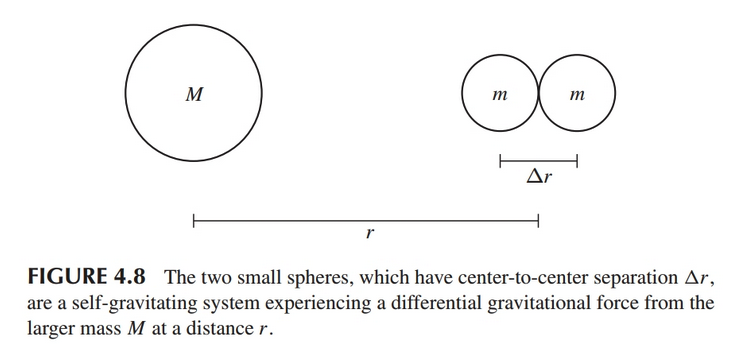 M
m m
Δr
r
FIGURE 4.8 The two small spheres, which have center-to-center separation Δr,
are a self-gravitating system experiencing a differential gravitational force from the
larger mass M at a distance r.